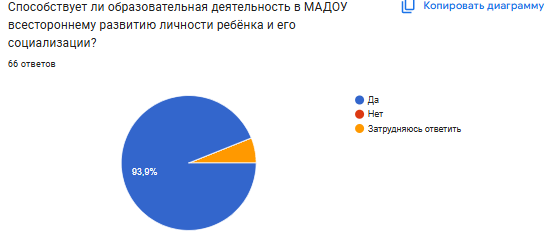 Способствует ли образовательная деятельность в МАДОУ
всестороннему развитию личности ребёнка и его
социализации?
Копировать диаграмму
66 ответов
Да
Нет
Затрудняюсь ответить
93,9%